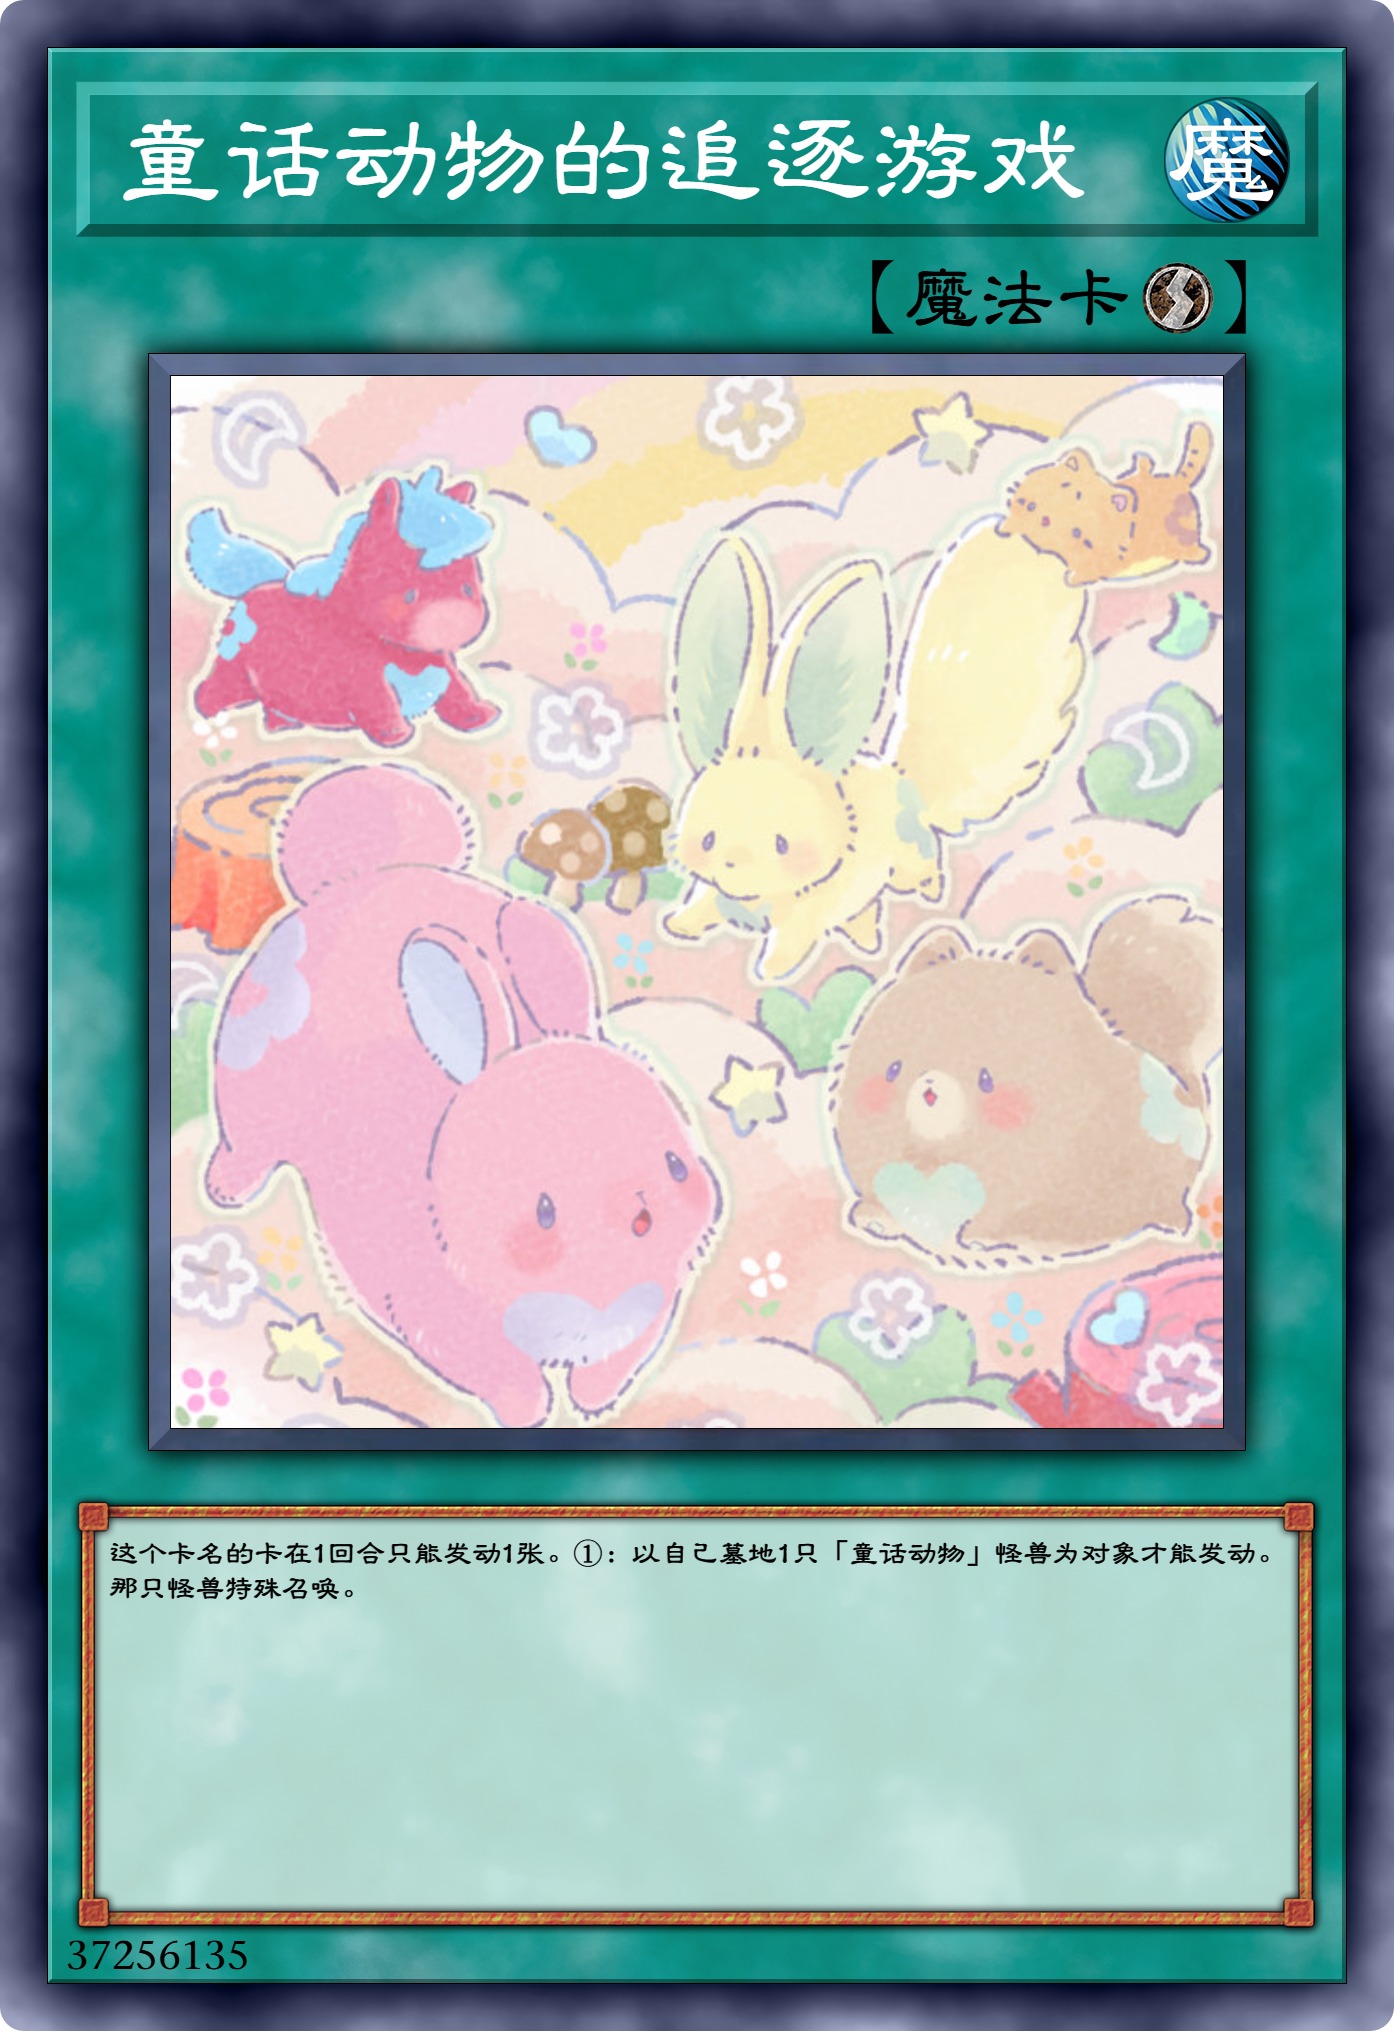 童话动物的追逐游戏 魔
【魔法卡】
这个卡名的卡在1回合只能发动1张。①：以自己墓地1只「童话动物」怪兽为对象才能发动。
那只怪兽特殊召唤。
37256135